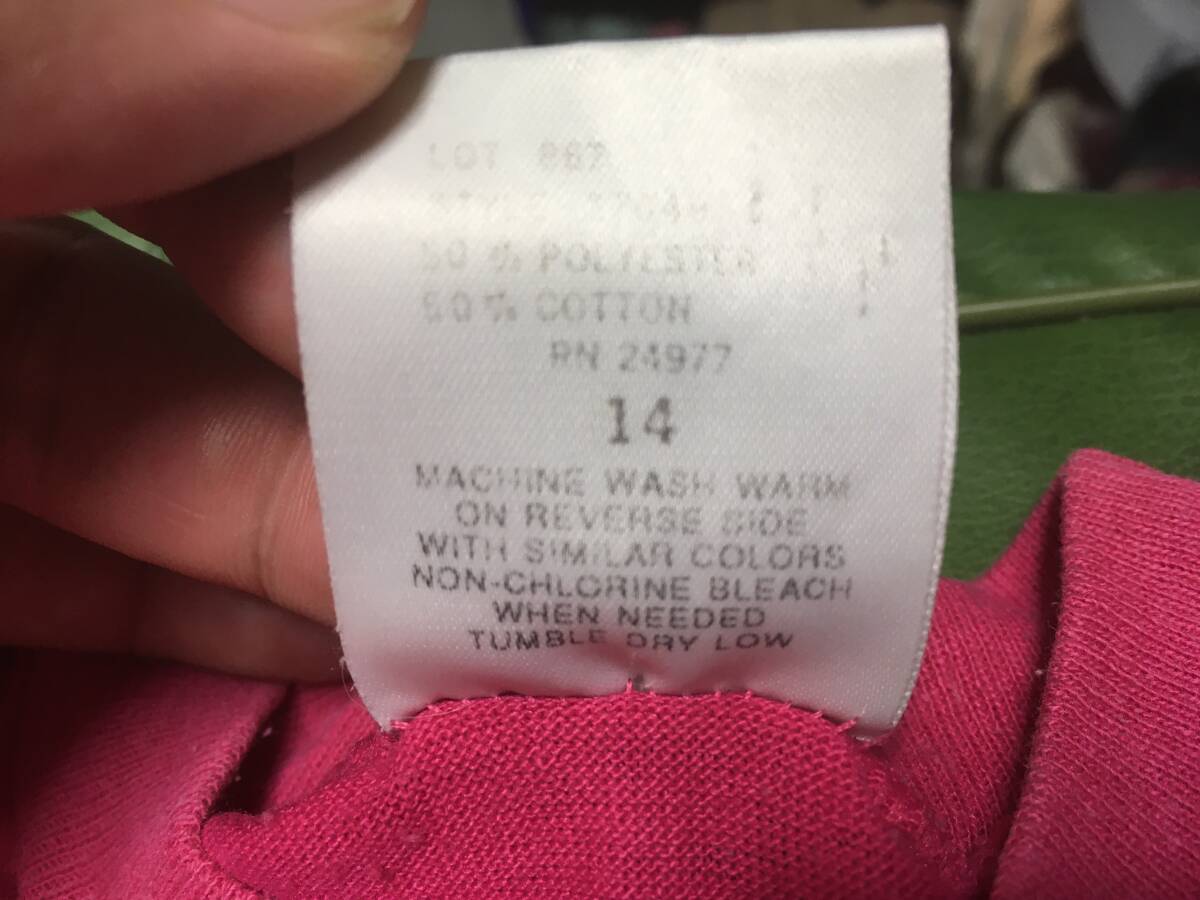 LOT 867
50% POLYESTER
50% COTTON
RN 24977
14
MACHINE WASH WARM
ON REVERSE SIDE
WITH SIMILAR COLORS
NON-CHLORINE BLEACH
WHEN NEEDED
TUMBLE DRY LOW